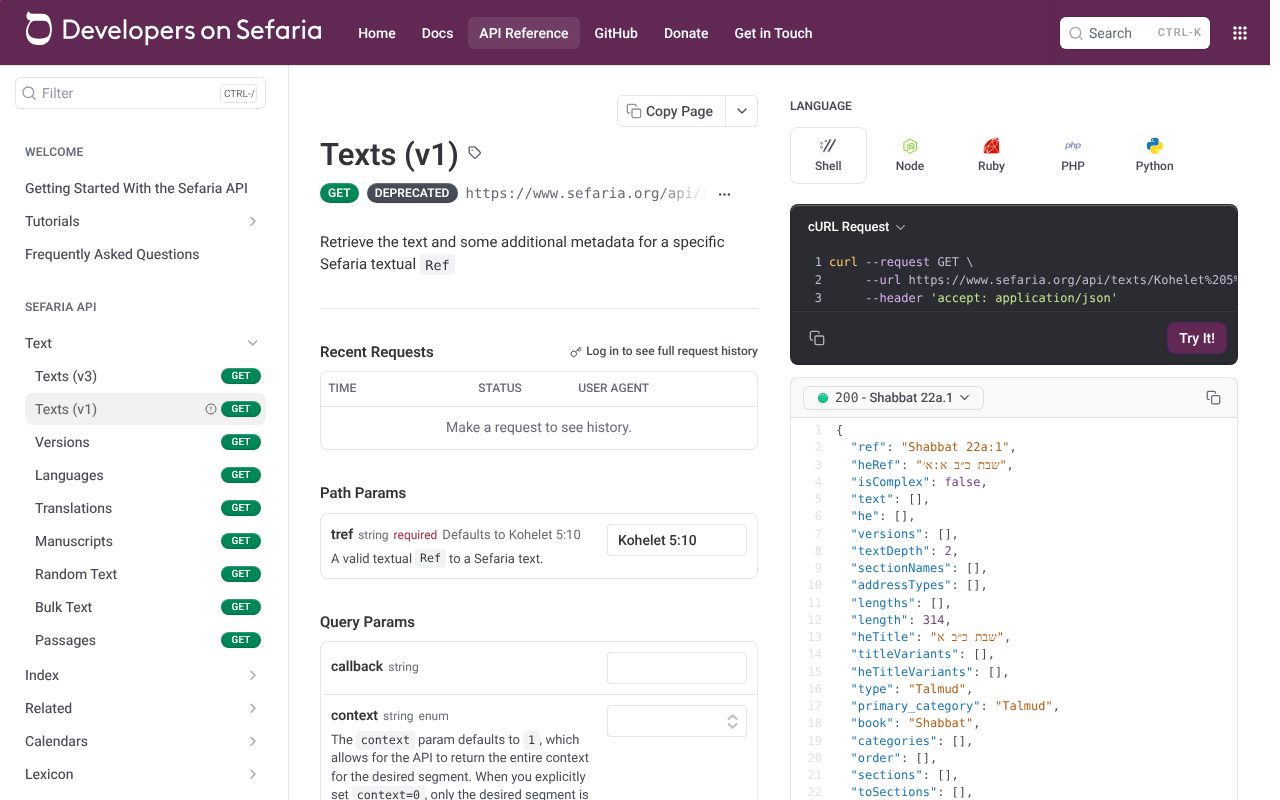 Developers on Sefaria
Home
Docs
API Reference
GitHub
Donate
Get in Touch
Search
CTRL-K
Filter
CTRL-/
WELCOME
Getting Started With the Sefaria API
Tutorials
Frequently Asked Questions
SEFARIA API
Text
Texts (v3) GET
Texts (v1) GET
Versions GET
Languages GET
Translations GET
Manuscripts GET
Random Text GET
Bulk Text GET
Passages GET
Index
Related
Calendars
Lexicon
Copy Page
Texts (v1)
GET DEPRECATED https://www.sefaria.org/api/
Retrieve the text and some additional metadata for a specific
Sefaria textual Ref
Recent Requests
Log in to see full request history
TIME STATUS USER AGENT
Make a request to see history.
Path Params
tref string required Defaults to Kohelet 5:10
A valid textual Ref to a Sefaria text.
Kohelet 5:10
Query Params
callback string
context string enum
The context param defaults to 1, which
allows for the API to return the entire context
for the desired segment. When you explicitly
set context=0, only the desired segment is
LANGUAGE
Shell
Node
Ruby
php
PHP
Python
cURL Request
1 curl --request GET \
2 --url https://www.sefaria.org/api/texts/Kohelet%205%
3 --header 'accept: application/json'
Try It!
200 - Shabbat 22a.1
1 {
2 "ref": "Shabbat 22a:1",
3 "heRef": "שבת כ״ב א:א׳",
4 "isComplex": false,
5 "text": [],
6 "he": [],
7 "versions": [],
8 "textDepth": 2,
9 "sectionNames": [],
10 "addressTypes": [],
11 "lengths": [],
12 "length": 314,
13 "heTitle": "שבת כ״ב א",
14 "titleVariants": [],
15 "heTitleVariants": [],
16 "type": "Talmud",
17 "primary_category": "Talmud",
18 "book": "Shabbat",
19 "categories": [],
20 "order": [],
21 "sections": [],
22 "toSections": [],